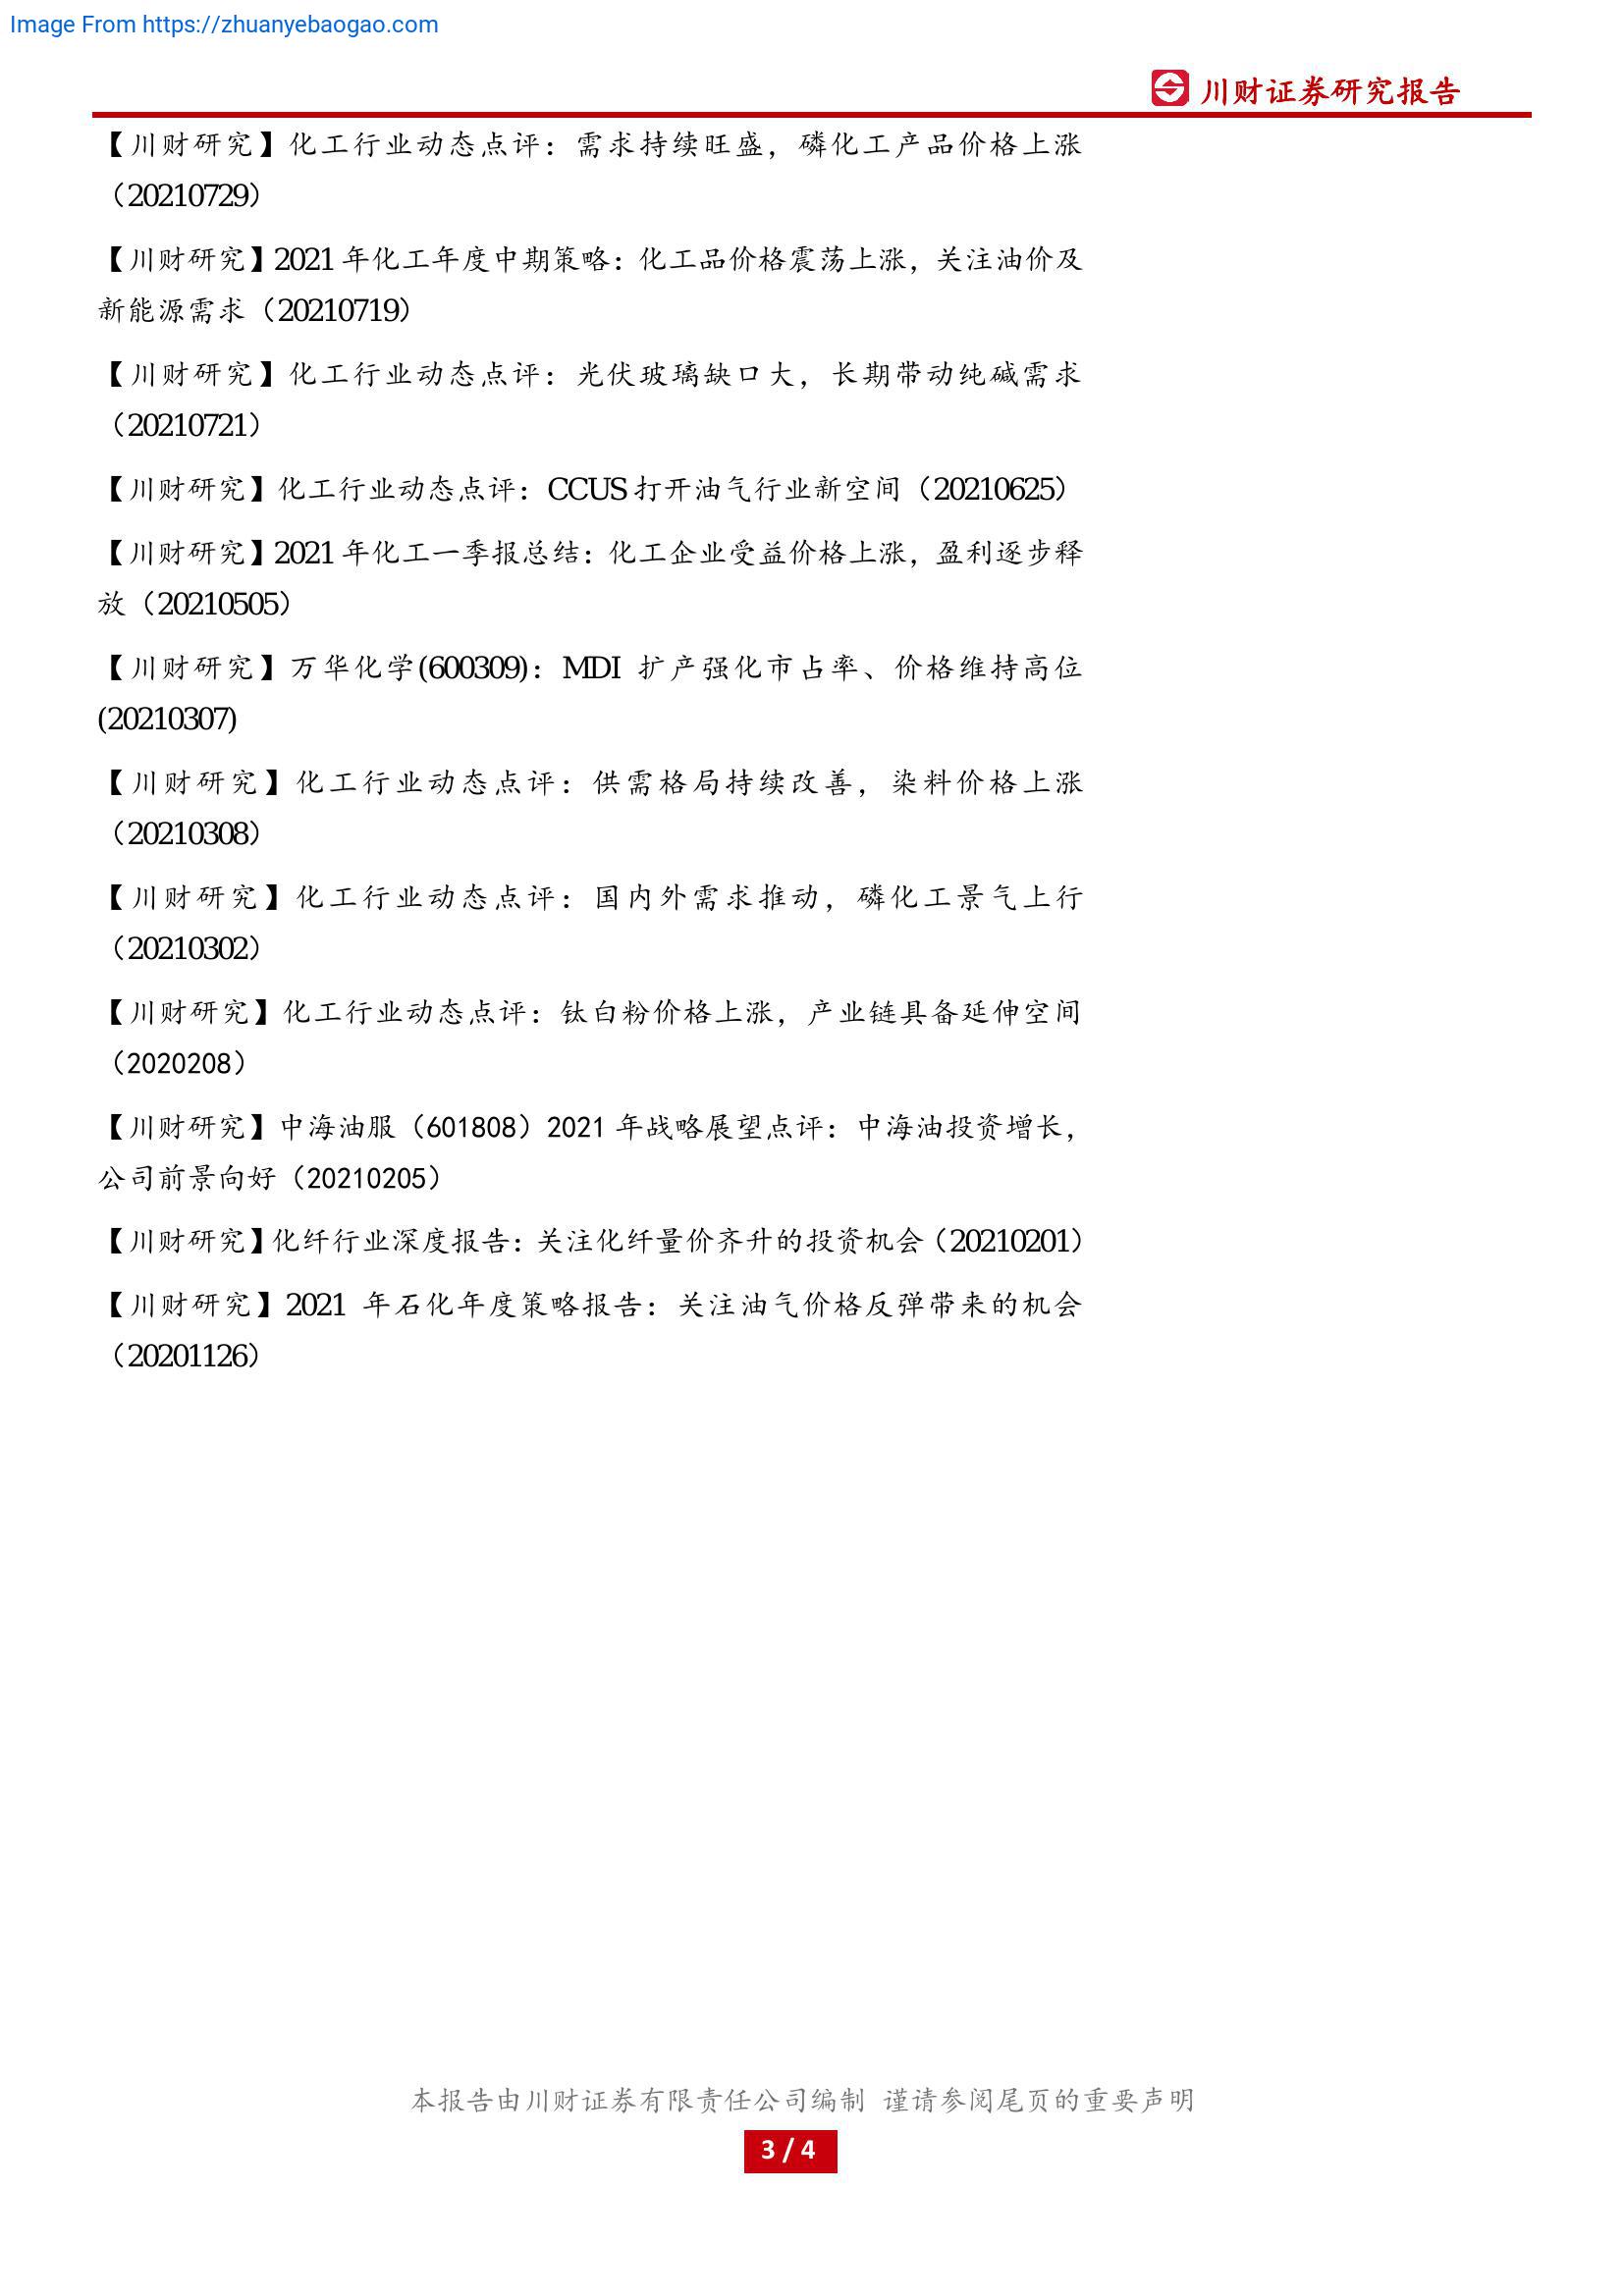 Image From https://zhuanyebaogao.com
川财证券研究报告
【川财研究】化工行业动态点评：需求持续旺盛，磷化工产品价格上涨
（20210729）
【川财研究】2021 年化工年度中期策略：化工品价格震荡上涨，关注油价及
新能源需求（20210719）
【川财研究】化工行业动态点评：光伏玻璃缺口大，长期带动纯碱需求
（20210721）
【川财研究】化工行业动态点评：CCUS 打开油气行业新空间（20210625）
【川财研究】2021 年化工一季报总结：化工企业受益价格上涨，盈利逐步释
放（20210505）
【川财研究】万华化学(600309)：MDI 扩产强化市占率、价格维持高位
(20210307)
【川财研究】化工行业动态点评：供需格局持续改善，染料价格上涨
（20210308）
【川财研究】化工行业动态点评：国内外需求推动，磷化工景气上行
（20210302）
【川财研究】化工行业动态点评：钛白粉价格上涨，产业链具备延伸空间
（2020208）
【川财研究】中海油服（601808）2021 年战略展望点评：中海油投资增长，
公司前景向好（20210205）
【川财研究】化纤行业深度报告：关注化纤量价齐升的投资机会（20210201）
【川财研究】2021 年石化年度策略报告：关注油气价格反弹带来的机会
（20201126）
本报告由川财证券有限责任公司编制 谨请参阅尾页的重要声明
3 / 4